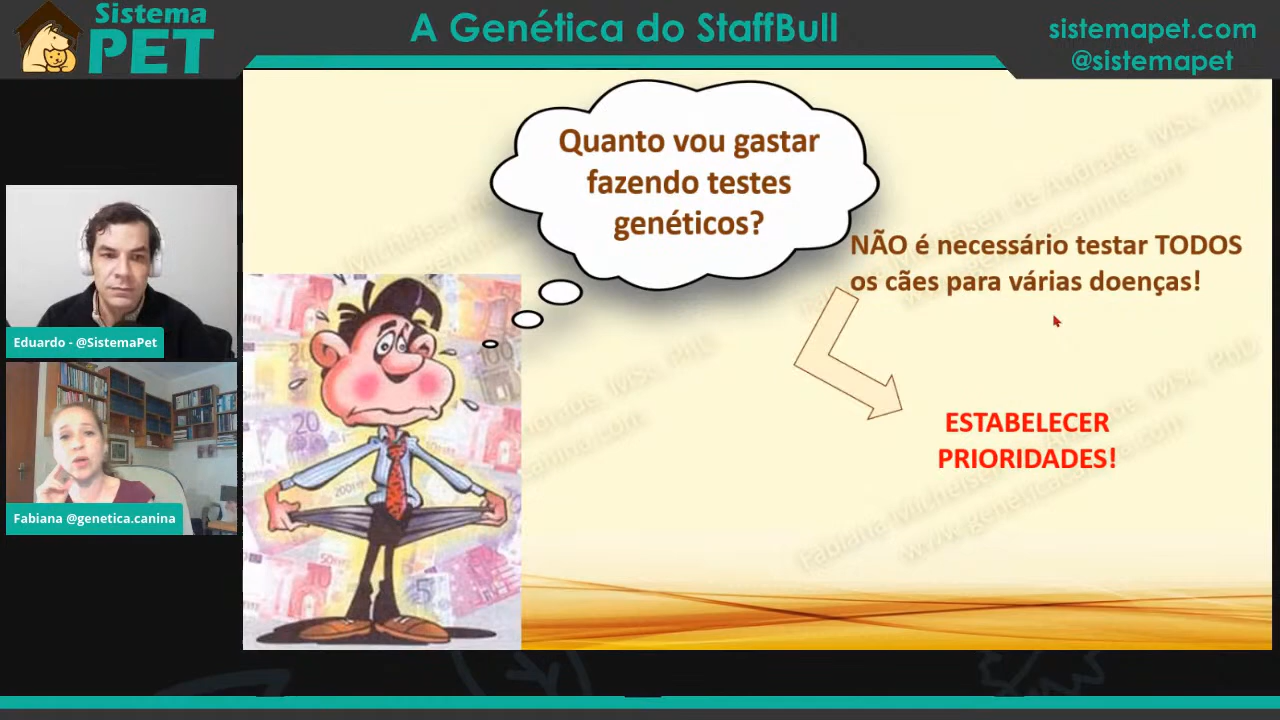 Sistema
PET
A Genética do StaffBull
sistemapet.com
@sistemapet
Quanto vou gastar
fazendo testes
genéticos?
NÃO é necessário testar TODOS
os cães para várias doenças!
ESTABELECER
PRIORIDADES!
Eduardo - @SistemaPet
Fabiana @genetica.canina